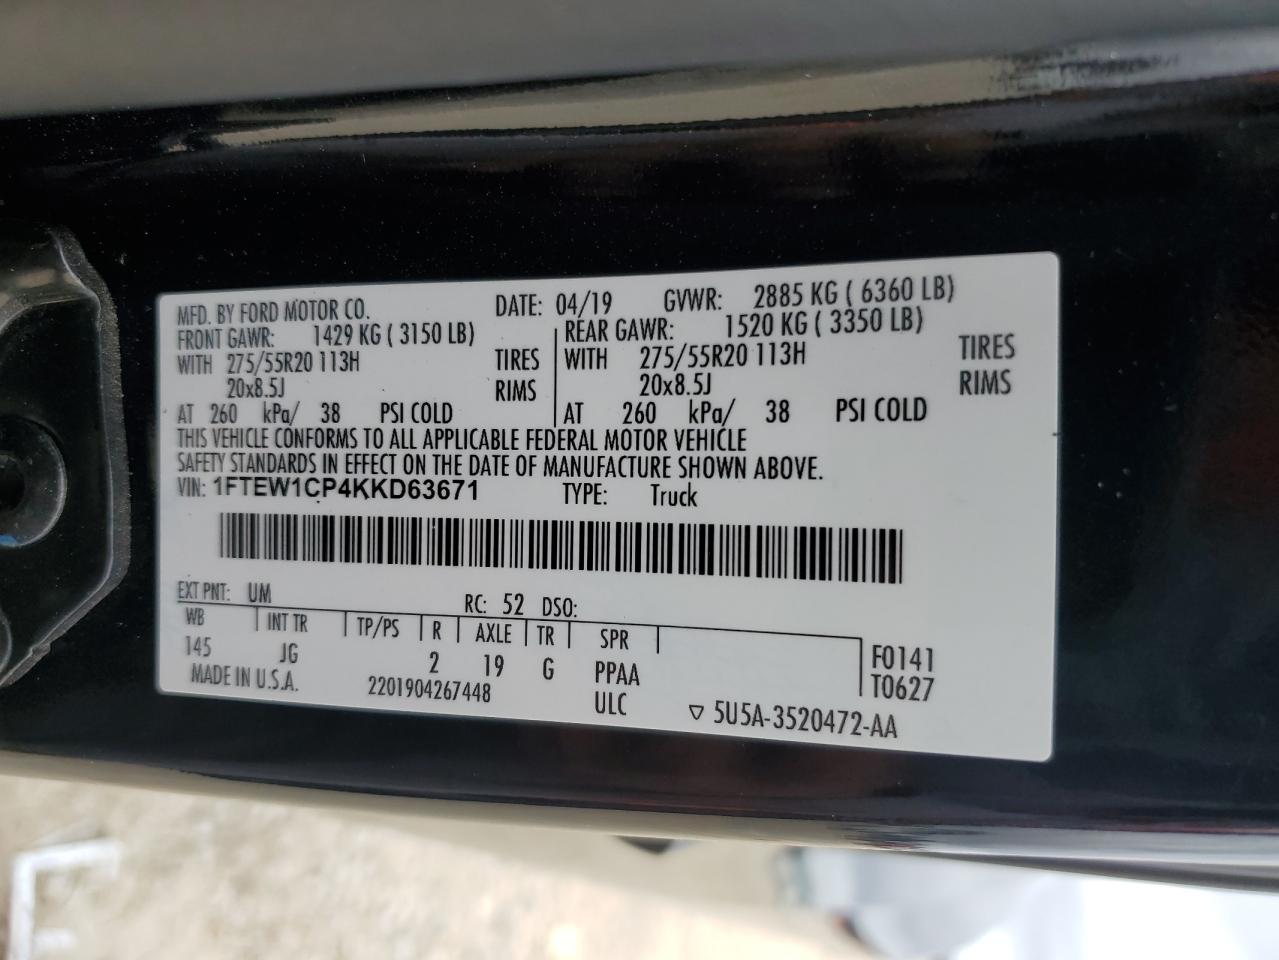 MFD. BY FORD MOTOR CO. DATE: 04/19 GVWR: 2885 KG ( 6360 LB)
FRONT GAWR: 1429 KG ( 3150 LB) REAR GAWR: 1520 KG ( 3350 LB)
WITH 275/55R20 113H TIRES WITH 275/55R20 113H TIRES
20x8.5J RIMS 20x8.5J RIMS
AT 260 kPa/ 38 PSI COLD AT 260 kPa/ 38 PSI COLD
THIS VEHICLE CONFORMS TO ALL APPLICABLE FEDERAL MOTOR VEHICLE
SAFETY STANDARDS IN EFFECT ON THE DATE OF MANUFACTURE SHOWN ABOVE.
VIN: 1FTEW1CP4KKD63671 TYPE: Truck
EXT PNT: UM RC: 52 DSO:
WB INT TR TP/PS R AXLE TR SPR
145 JG 2 19 G PPAA F0141
MADE IN U.S.A. 2201904267448 ULC T0627
▽ 5U5A-3520472-AA